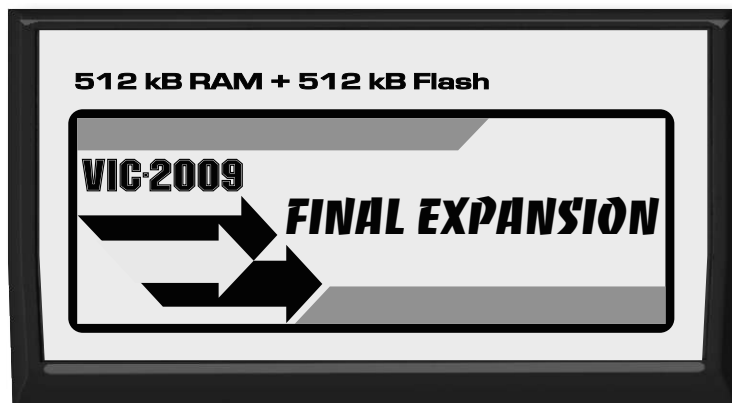 512 kB RAM + 512 kB Flash
VIC-2009
FINAL EXPANSION